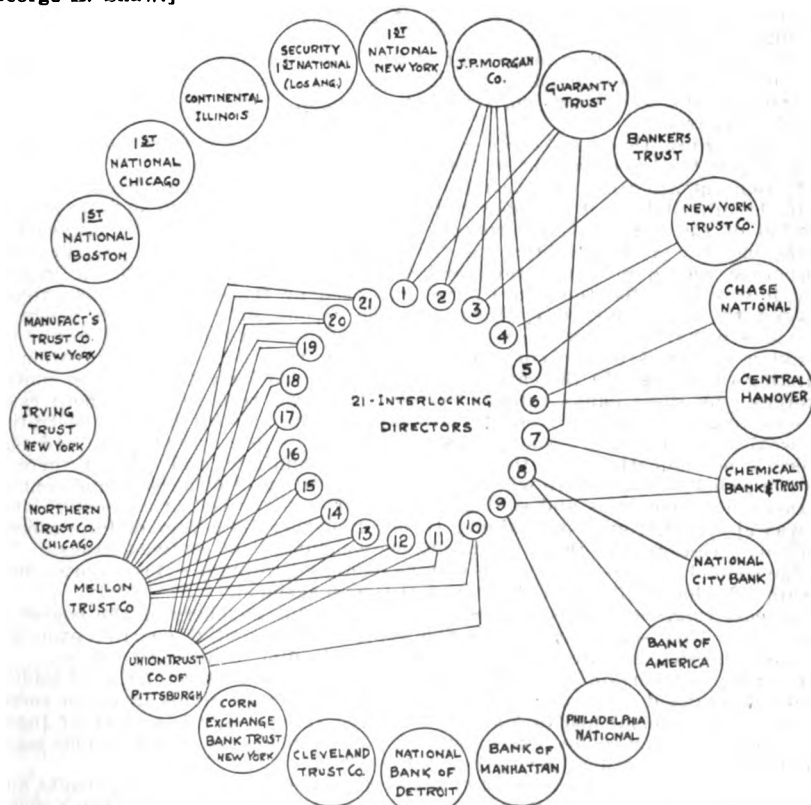 1ST
NATIONAL
NEW YORK
J.P. MORGAN
CO.
GUARANTY
TRUST
BANKERS
TRUST
NEW YORK
TRUST CO.
CHASE
NATIONAL
CENTRAL
HANOVER
CHEMICAL
BANK & TRUST
NATIONAL
CITY BANK
BANK OF
AMERICA
PHILADELPHIA
NATIONAL
BANK OF
MANHATTAN
NATIONAL
BANK OF
DETROIT
CLEVELAND
TRUST CO.
CORN
EXCHANGE
BANK TRUST
NEW YORK
UNION TRUST
CO. OF
PITTSBURGH
MELLON
TRUST CO
NORTHERN
TRUST CO.
CHICAGO
IRVING
TRUST
NEW YORK
MANUFACT'S
TRUST CO.
NEW YORK
1ST
NATIONAL
BOSTON
1ST
NATIONAL
CHICAGO
CONTINENTAL
ILLINOIS
SECURITY
1ST NATIONAL
(LOS ANG.)
1
2
3
4
5
6
7
8
9
10
11
12
13
14
15
16
17
18
19
20
21
21-INTERLOCKING
DIRECTORS